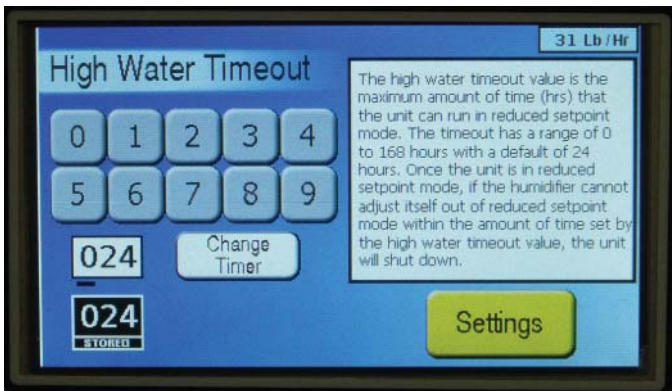 31 Lb/Hr
High Water Timeout
The high water timeout value is the
maximum amount of time (hrs) that
the unit can run in reduced setpoint
mode. The timeout has a range of 0
to 168 hours with a default of 24
hours. Once the unit is in reduced
setpoint mode, if the humidifier cannot
adjust itself out of reduced setpoint
mode within the amount of time set by
the high water timeout value, the unit
will shut down.
0 1 2 3 4
5 6 7 8 9
024
Change
Timer
024
STORED
Settings